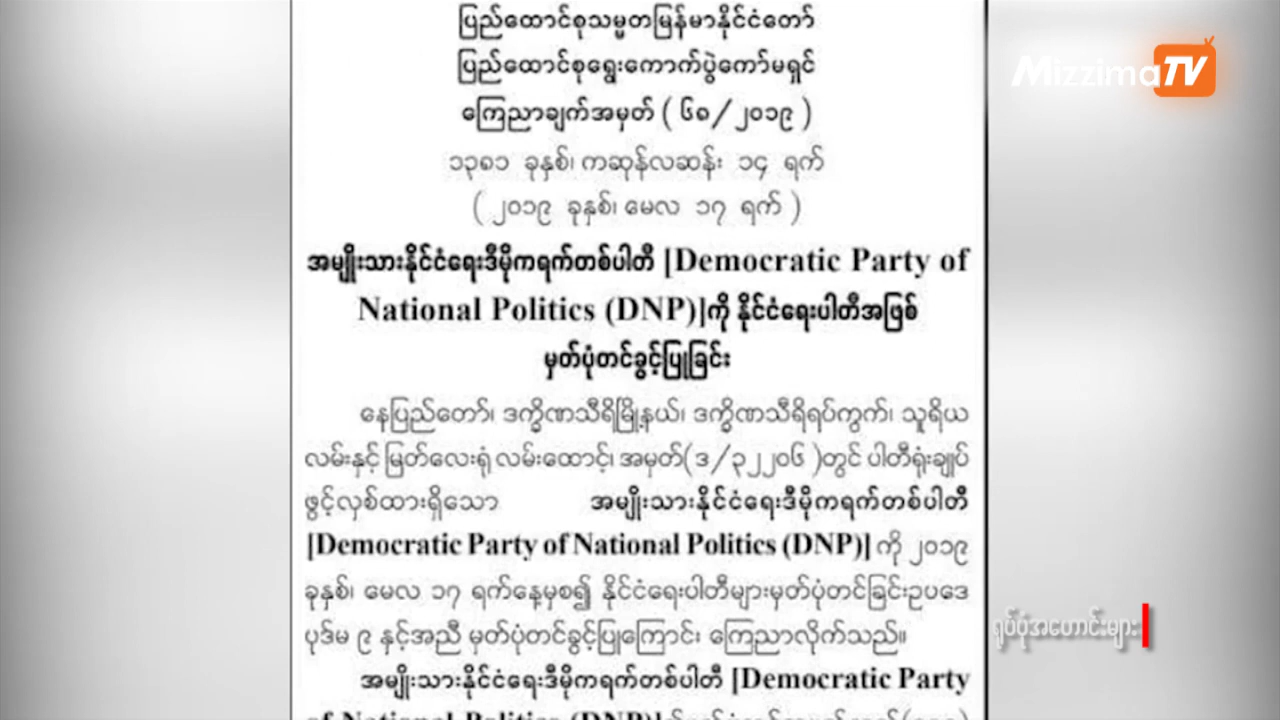 ပြည်ထောင်စုသမ္မတမြန်မာနိုင်ငံတော်
ပြည်ထောင်စုရွေးကောက်ပွဲကော်မရှင်
ကြေညာချက်အမှတ် ( ၆၈/၂၀၁၉ )
၁၃၈၁ ခုနှစ်၊ ကဆုန်လဆန်း ၁၄ ရက်
( ၂၀၁၉ ခုနှစ်၊ မေလ ၁၇ ရက် )
အမျိုးသားနိုင်ငံရေးဒီမိုကရက်တစ်ပါတီ [Democratic Party of
National Politics (DNP)]ကို နိုင်ငံရေးပါတီအဖြစ်
မှတ်ပုံတင်ခွင့်ပြုခြင်း
နေပြည်တော်၊ ဒက္ခိဏသီရိမြို့နယ်၊ ဒက္ခိဏသီရိရပ်ကွက်၊ သူရိယ
လမ်းနှင့် မြတ်လေးရုံ လမ်းထောင့်၊ အမှတ်( ဒ/၃၂၂၀၆ )တွင် ပါတီရုံးချုပ်
ဖွင့်လှစ်ထားရှိသော အမျိုးသားနိုင်ငံရေးဒီမိုကရက်တစ်ပါတီ
[Democratic Party of National Politics (DNP)] ကို ၂၀၁၉
ခုနှစ်၊ မေလ ၁၇ ရက်နေ့မှစ၍ နိုင်ငံရေးပါတီများမှတ်ပုံတင်ခြင်းဥပဒေ
ပုဒ်မ ၉ နှင့်အညီ မှတ်ပုံတင်ခွင့်ပြုကြောင်း ကြေညာလိုက်သည်။
အမျိုးသားနိုင်ငံရေးဒီမိုကရက်တစ်ပါတီ [Democratic Party
of National Politics (DNP)]
Mizzima TV
ရုပ်ပုံအဟောင်းများ